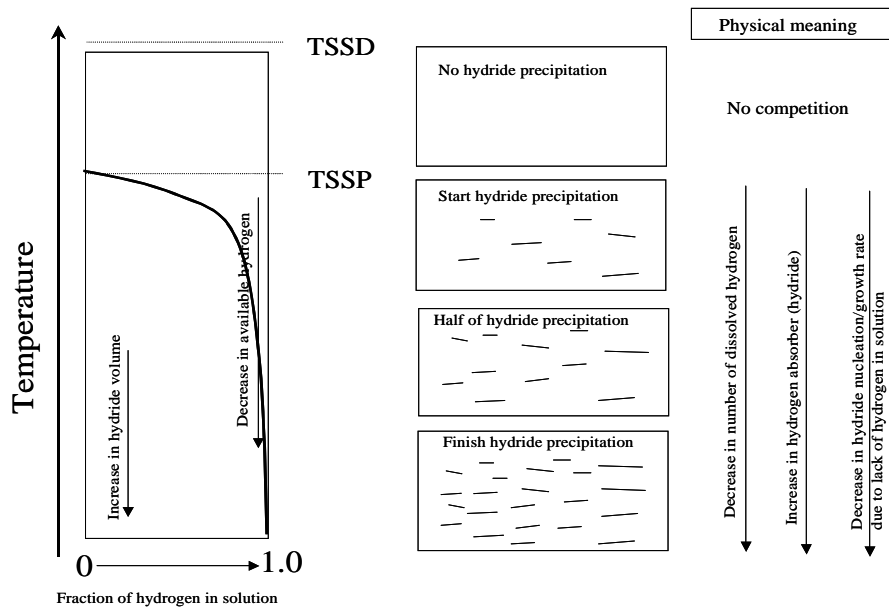 TSSD
TSSP
Temperature
Increase in hydride volume
Decrease in available hydrogen
0
1.0
Fraction of hydrogen in solution
No hydride precipitation
Start hydride precipitation
Half of hydride precipitation
Finish hydride precipitation
Physical meaning
No competition
Decrease in number of dissolved hydrogen
Increase in hydrogen absorber (hydride)
Decrease in hydride nucleation/growth rate
due to lack of hydrogen in solution